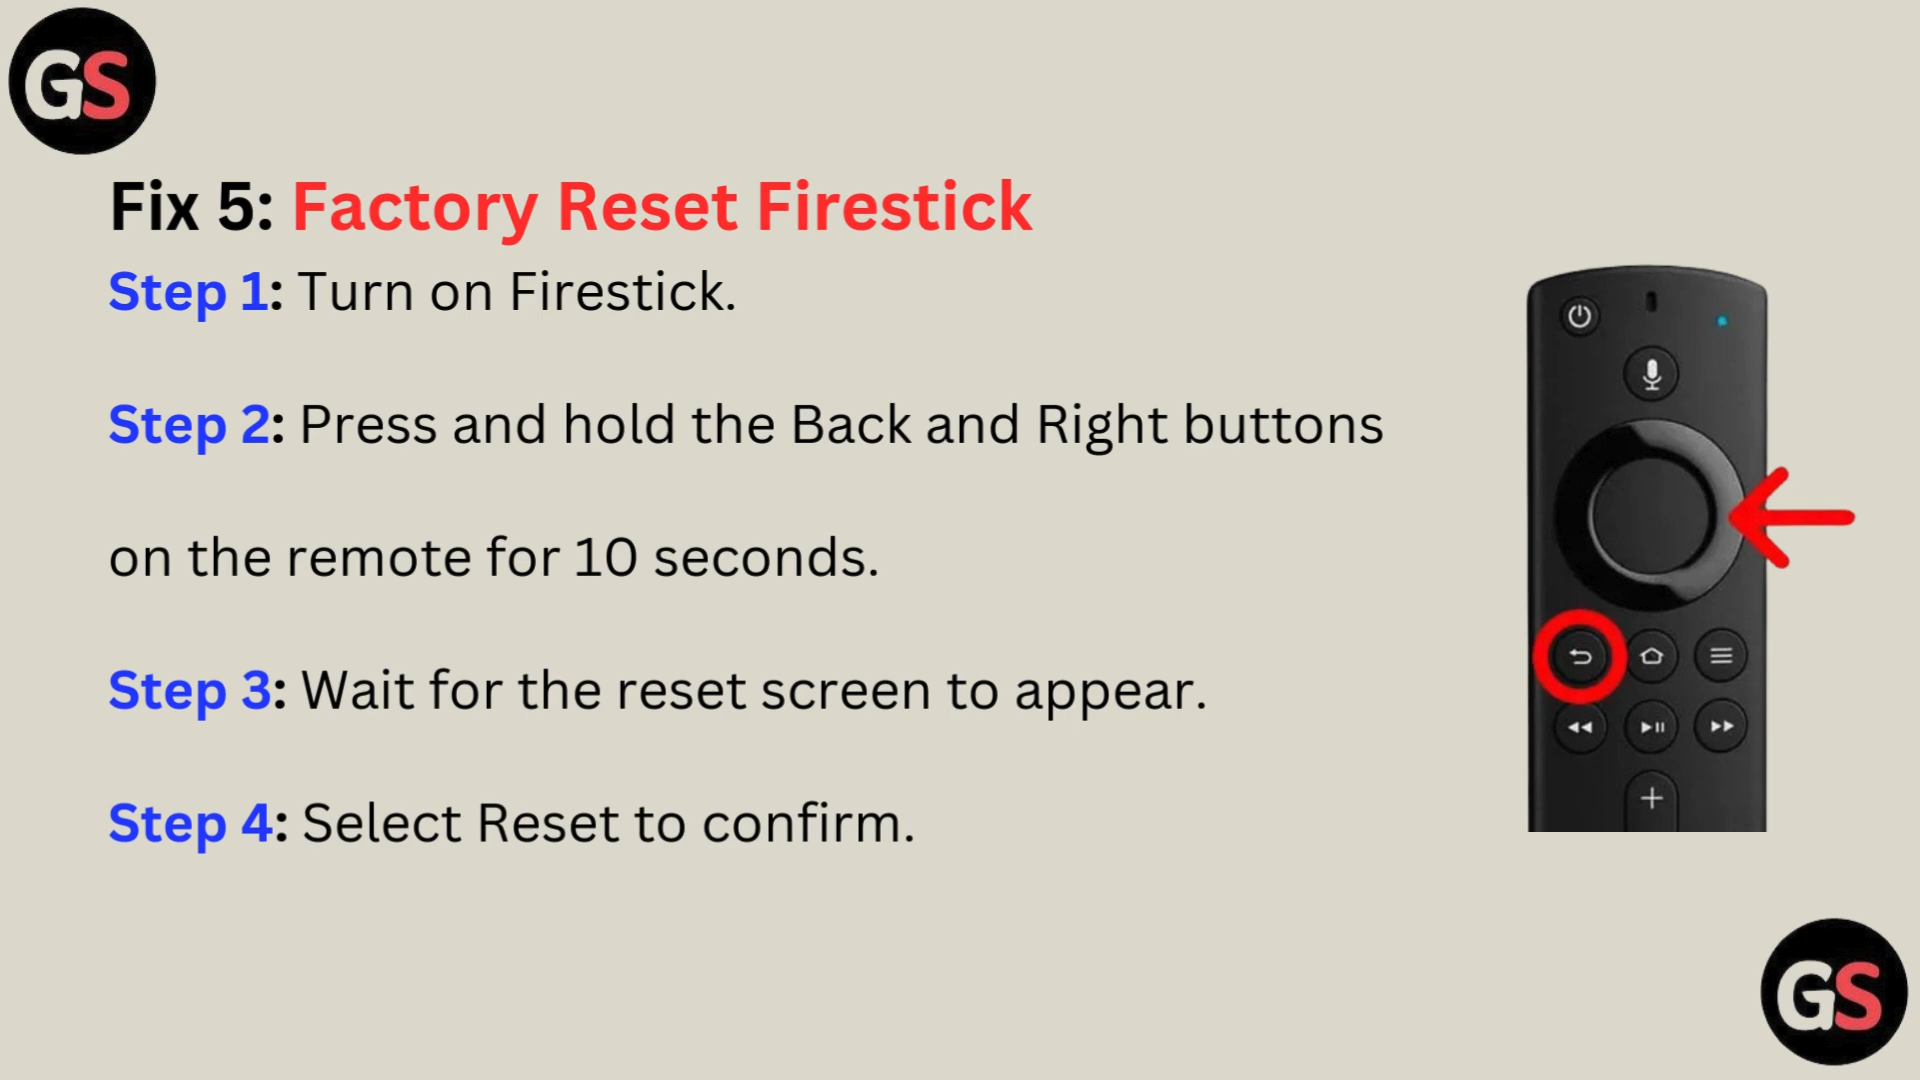 GS
Fix 5: Factory Reset Firestick
Step 1: Turn on Firestick.
Step 2: Press and hold the Back and Right buttons
on the remote for 10 seconds.
Step 3: Wait for the reset screen to appear.
Step 4: Select Reset to confirm.
GS